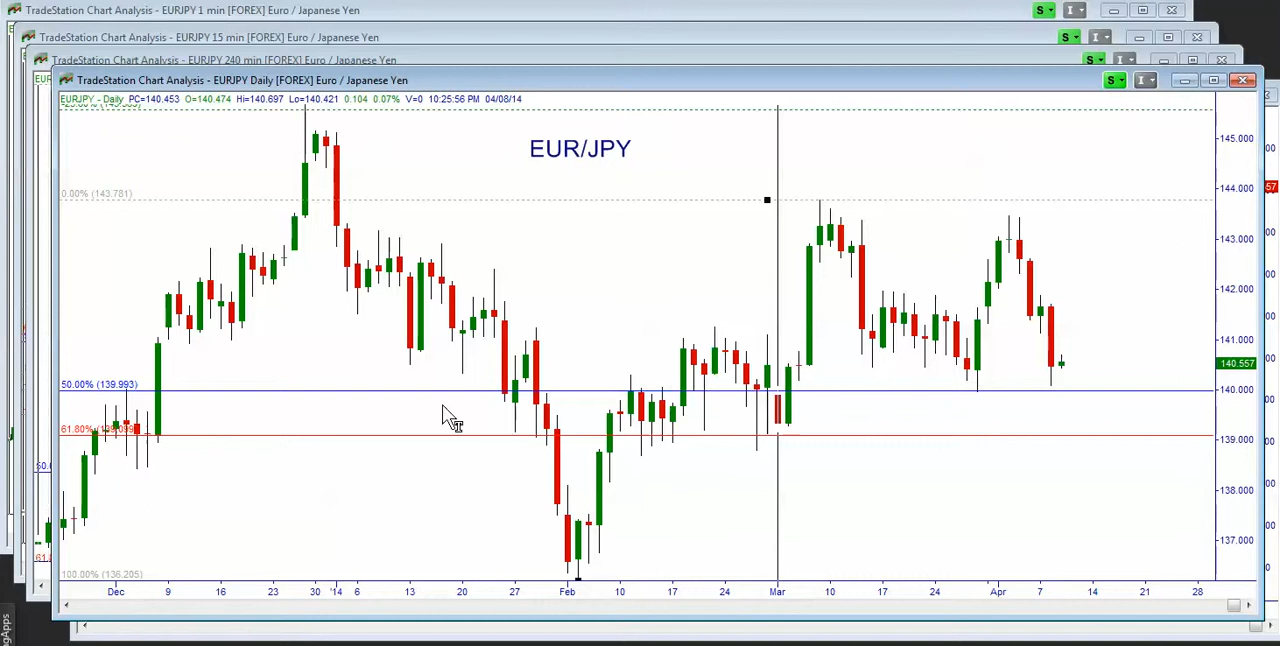 TradeStation Chart Analysis - EURJPY 1 min [FOREX] Euro / Japanese Yen
S
I
TradeStation Chart Analysis - EURJPY 15 min [FOREX] Euro / Japanese Yen
S
I
TradeStation Chart Analysis - EURJPY 240 min [FOREX] Euro / Japanese Yen
S
I
TradeStation Chart Analysis - EURJPY Daily [FOREX] Euro / Japanese Yen
S
I
EURJPY - Daily PC=140.453 O=140.474 Hi=140.697 Lo=140.421 0.104 0.07% V=0 10:25:56 PM 04/08/14
EUR/JPY
145.000
0.00% (143.781)
144.000
143.000
142.000
141.000
140.557
50.00% (139.993)
140.000
61.80%
139.000
138.000
137.000
100.00% (136.205)
Dec 9 16 23 30 '14 6 13 20 27 Feb 10 17 24 Mar 10 17 24 Apr 7 14 21 28